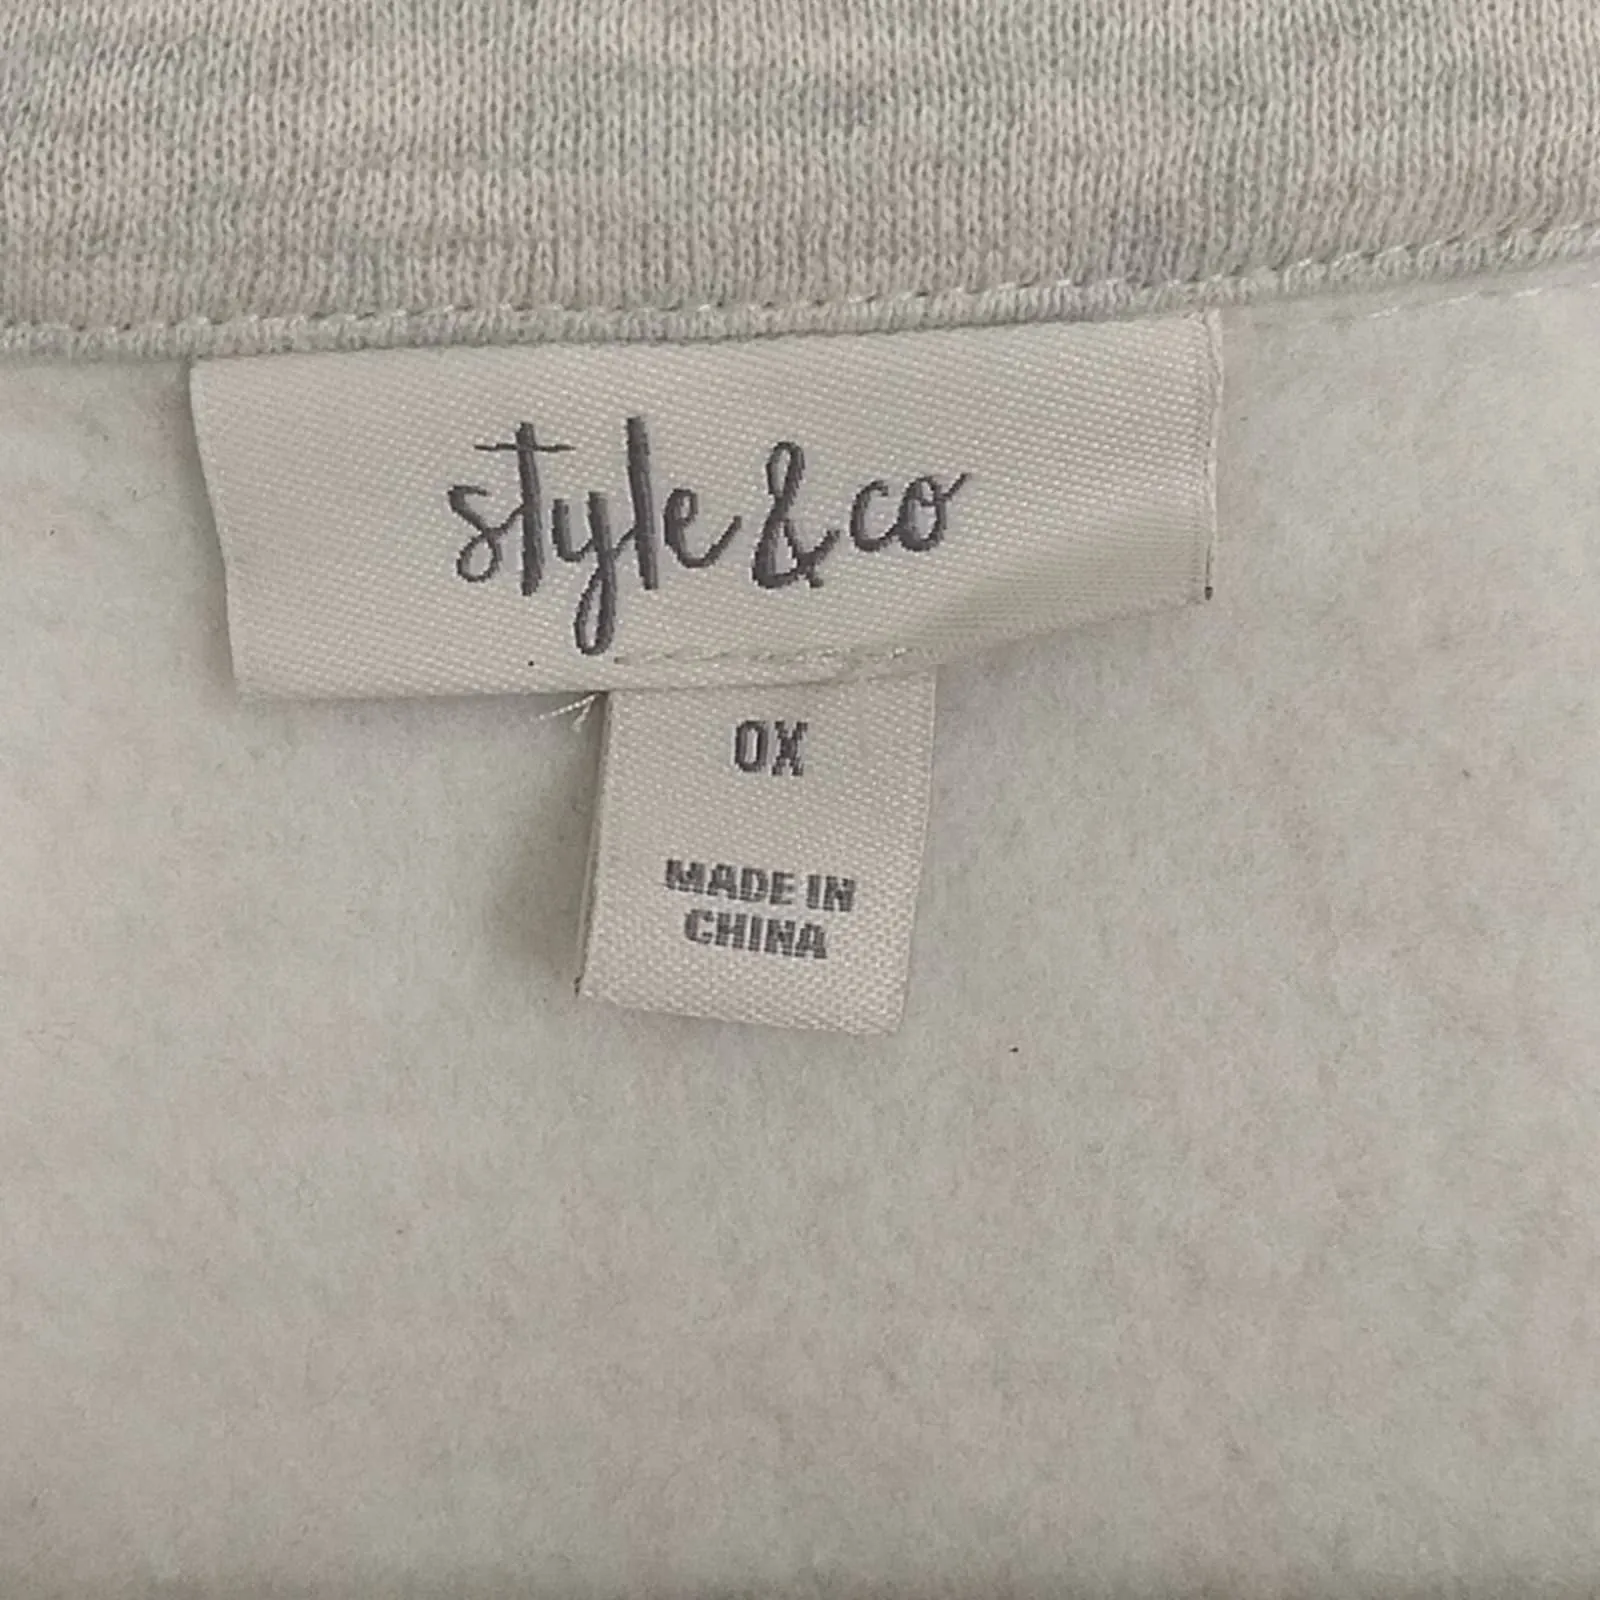 style & co
0X
MADE IN
CHINA